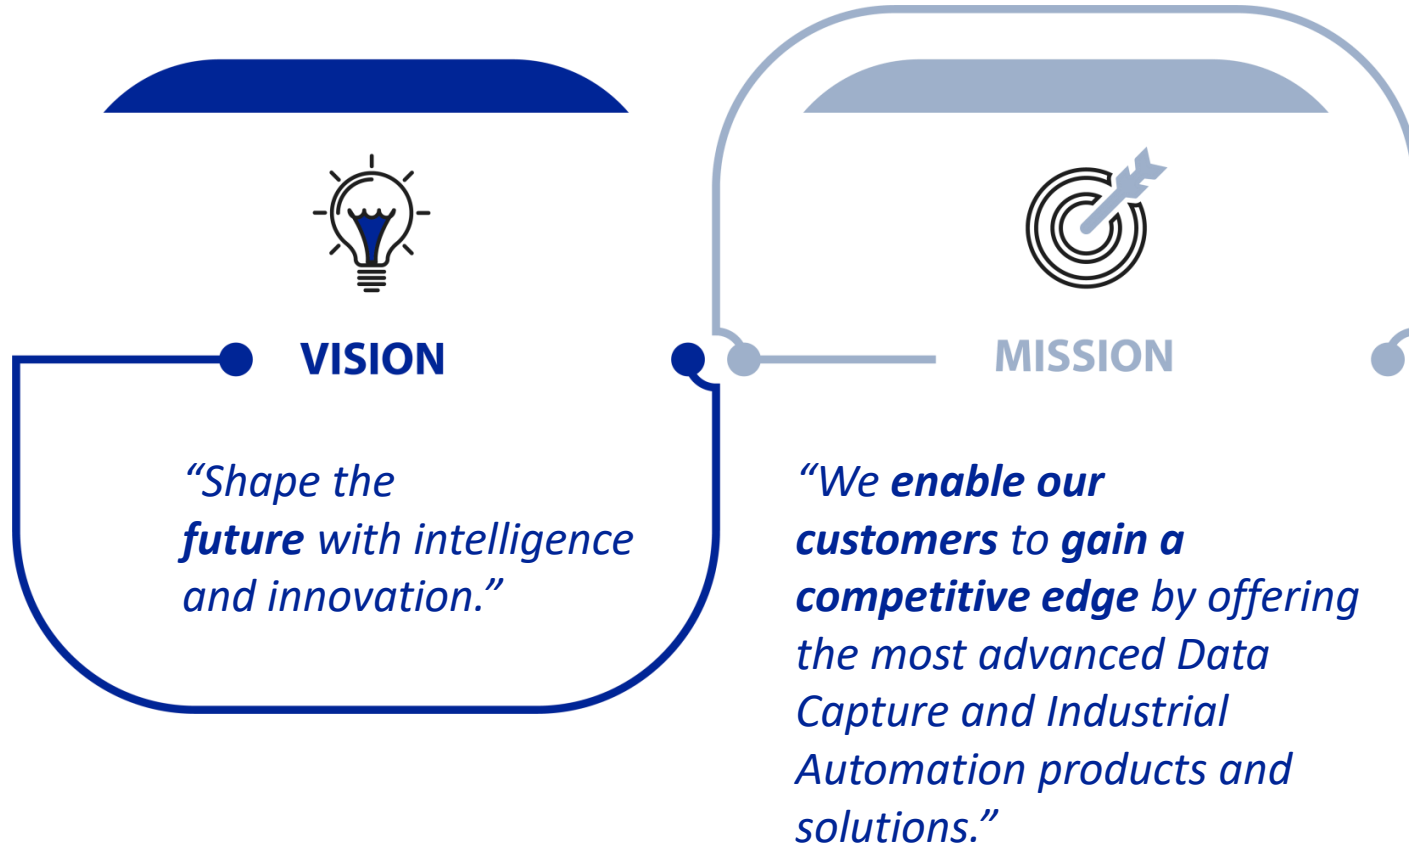 VISION
“Shape the
future with intelligence
and innovation.”
MISSION
“We enable our
customers to gain a
competitive edge by offering
the most advanced Data
Capture and Industrial
Automation products and
solutions.”